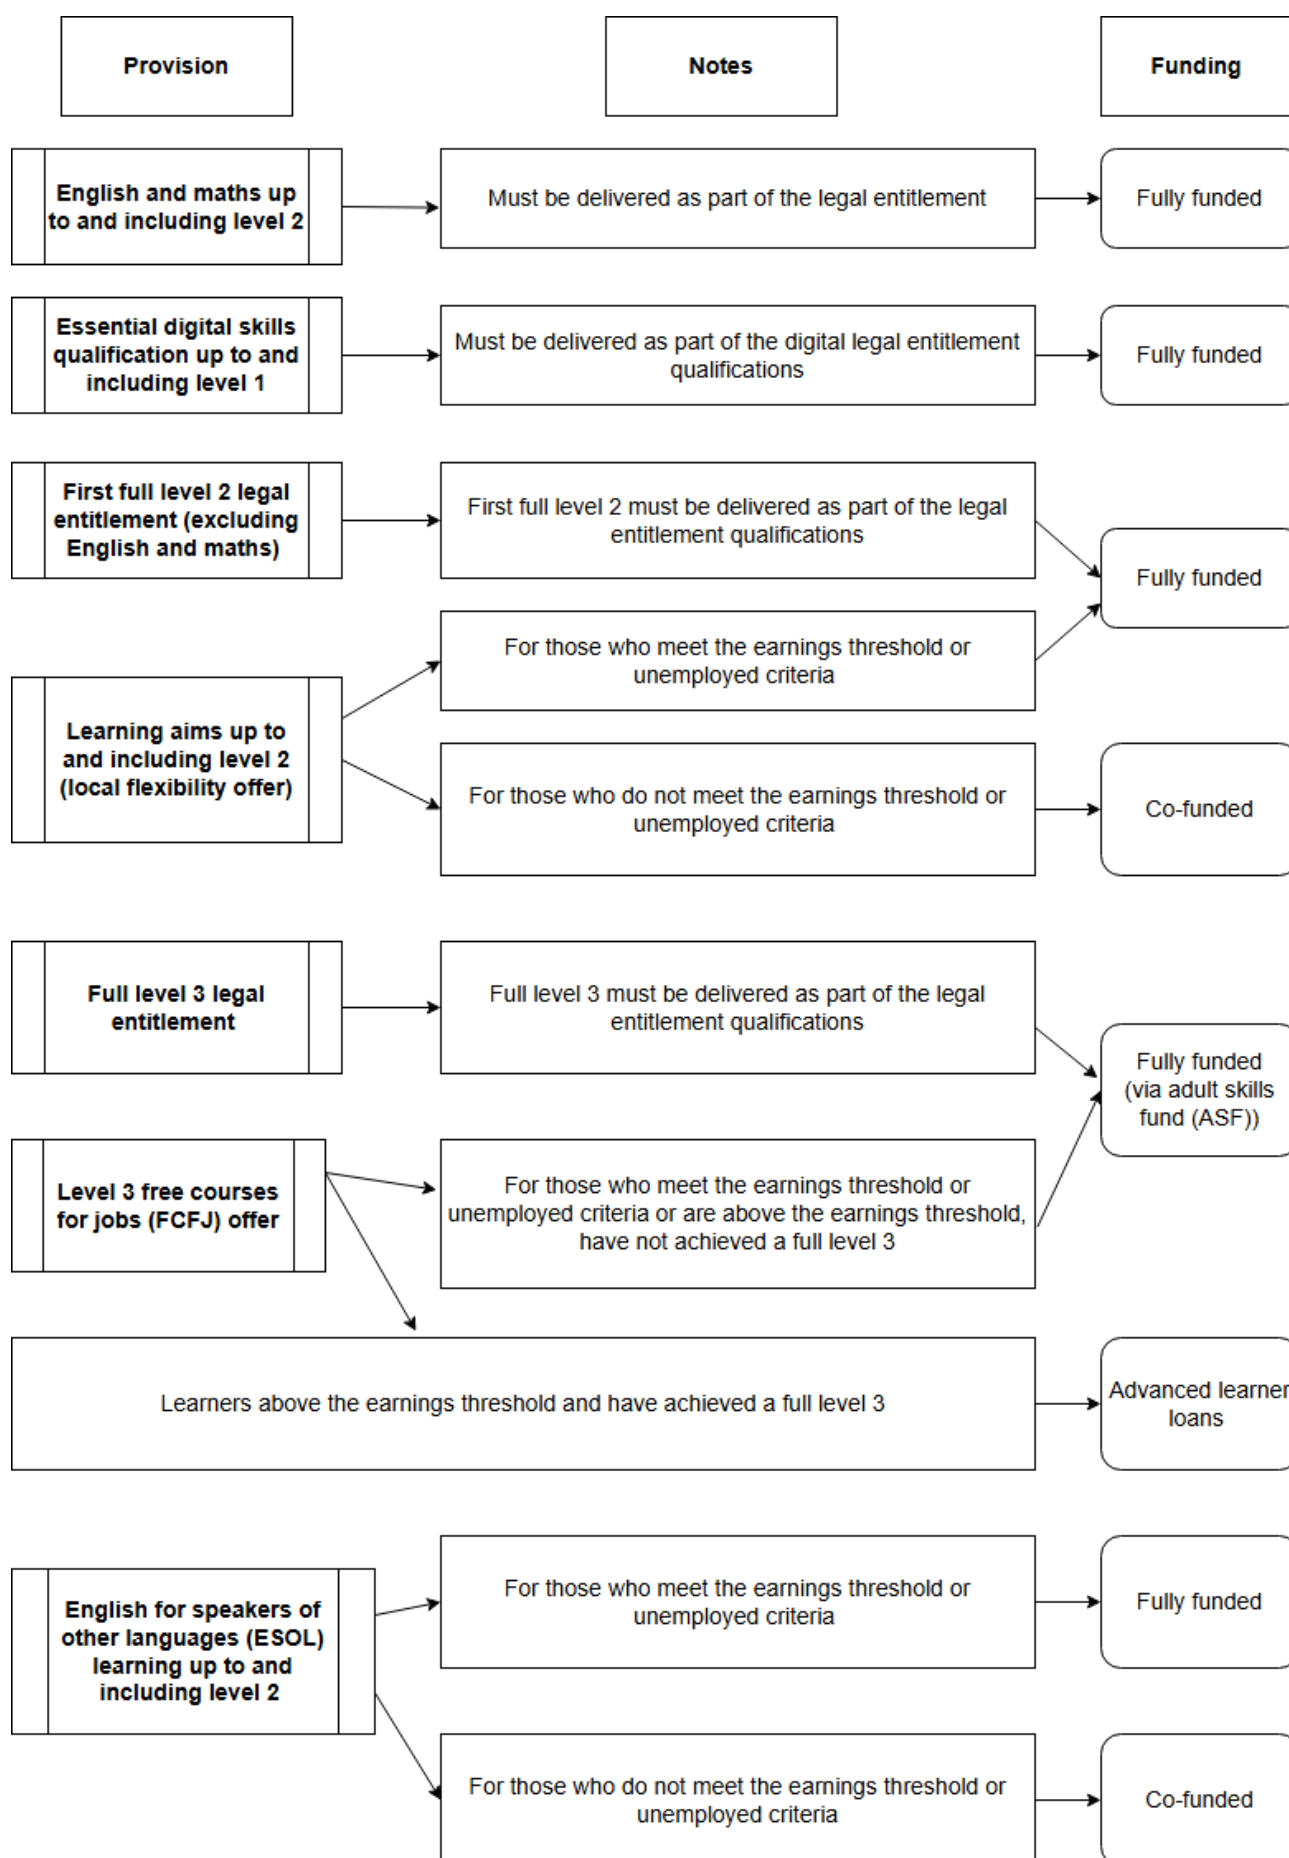 Provision
Notes
Funding
English and maths up
to and including level 2
Must be delivered as part of the legal entitlement
Fully funded
Essential digital skills
qualification up to and
including level 1
Must be delivered as part of the digital legal entitlement
qualifications
Fully funded
First full level 2 legal
entitlement (excluding
English and maths)
First full level 2 must be delivered as part of the legal
entitlement qualifications
Fully funded
Learning aims up to
and including level 2
(local flexibility offer)
For those who meet the earnings threshold or
unemployed criteria
For those who do not meet the earnings threshold or
unemployed criteria
Co-funded
Full level 3 legal
entitlement
Full level 3 must be delivered as part of the legal
entitlement qualifications
Fully funded
(via adult skills
fund (ASF))
Level 3 free courses
for jobs (FCFJ) offer
For those who meet the earnings threshold or
unemployed criteria or are above the earnings threshold,
have not achieved a full level 3
Learners above the earnings threshold and have achieved a full level 3
Advanced learner
loans
English for speakers of
other languages (ESOL)
learning up to and
including level 2
For those who meet the earnings threshold or
unemployed criteria
Fully funded
For those who do not meet the earnings threshold or
unemployed criteria
Co-funded